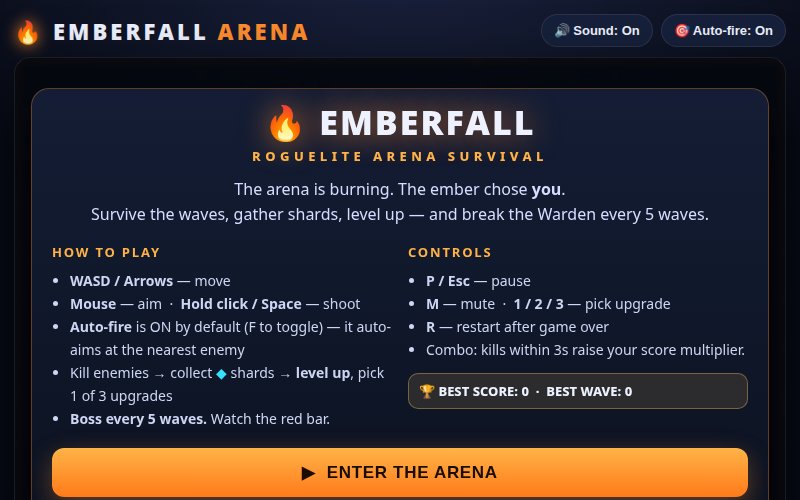 🔥 EMBERFALL ARENA
🔊 Sound: On
🎯 Auto-fire: On
🔥 EMBERFALL
ROGUELITE ARENA SURVIVAL
The arena is burning. The ember chose you.
Survive the waves, gather shards, level up — and break the Warden every 5 waves.
HOW TO PLAY
• WASD / Arrows — move
• Mouse — aim · Hold click / Space — shoot
• Auto-fire is ON by default (F to toggle) — it auto-
aims at the nearest enemy
• Kill enemies → collect ◆ shards → level up, pick
1 of 3 upgrades
• Boss every 5 waves. Watch the red bar.
CONTROLS
• P / Esc — pause
• M — mute · 1 / 2 / 3 — pick upgrade
• R — restart after game over
• Combo: kills within 3s raise your score multiplier.
🏆 BEST SCORE: 0 · BEST WAVE: 0
▶ ENTER THE ARENA